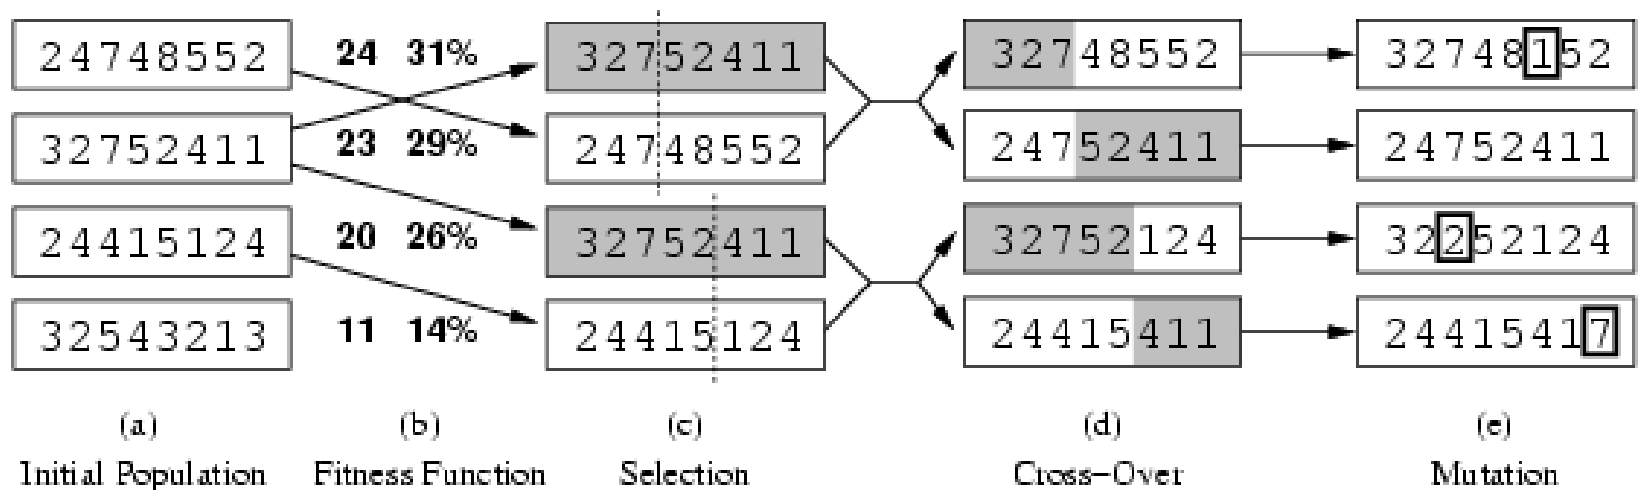 24748552 24 31% 32752411 32748552 32748152
32752411 23 29% 24748552 24752411 24752411
24415124 20 26% 32752411 32752124 32252124
32543213 11 14% 24415124 24415411 24415417
(a) (b) (c) (d) (e)
Initial Population Fitness Function Selection Cross−Over Mutation